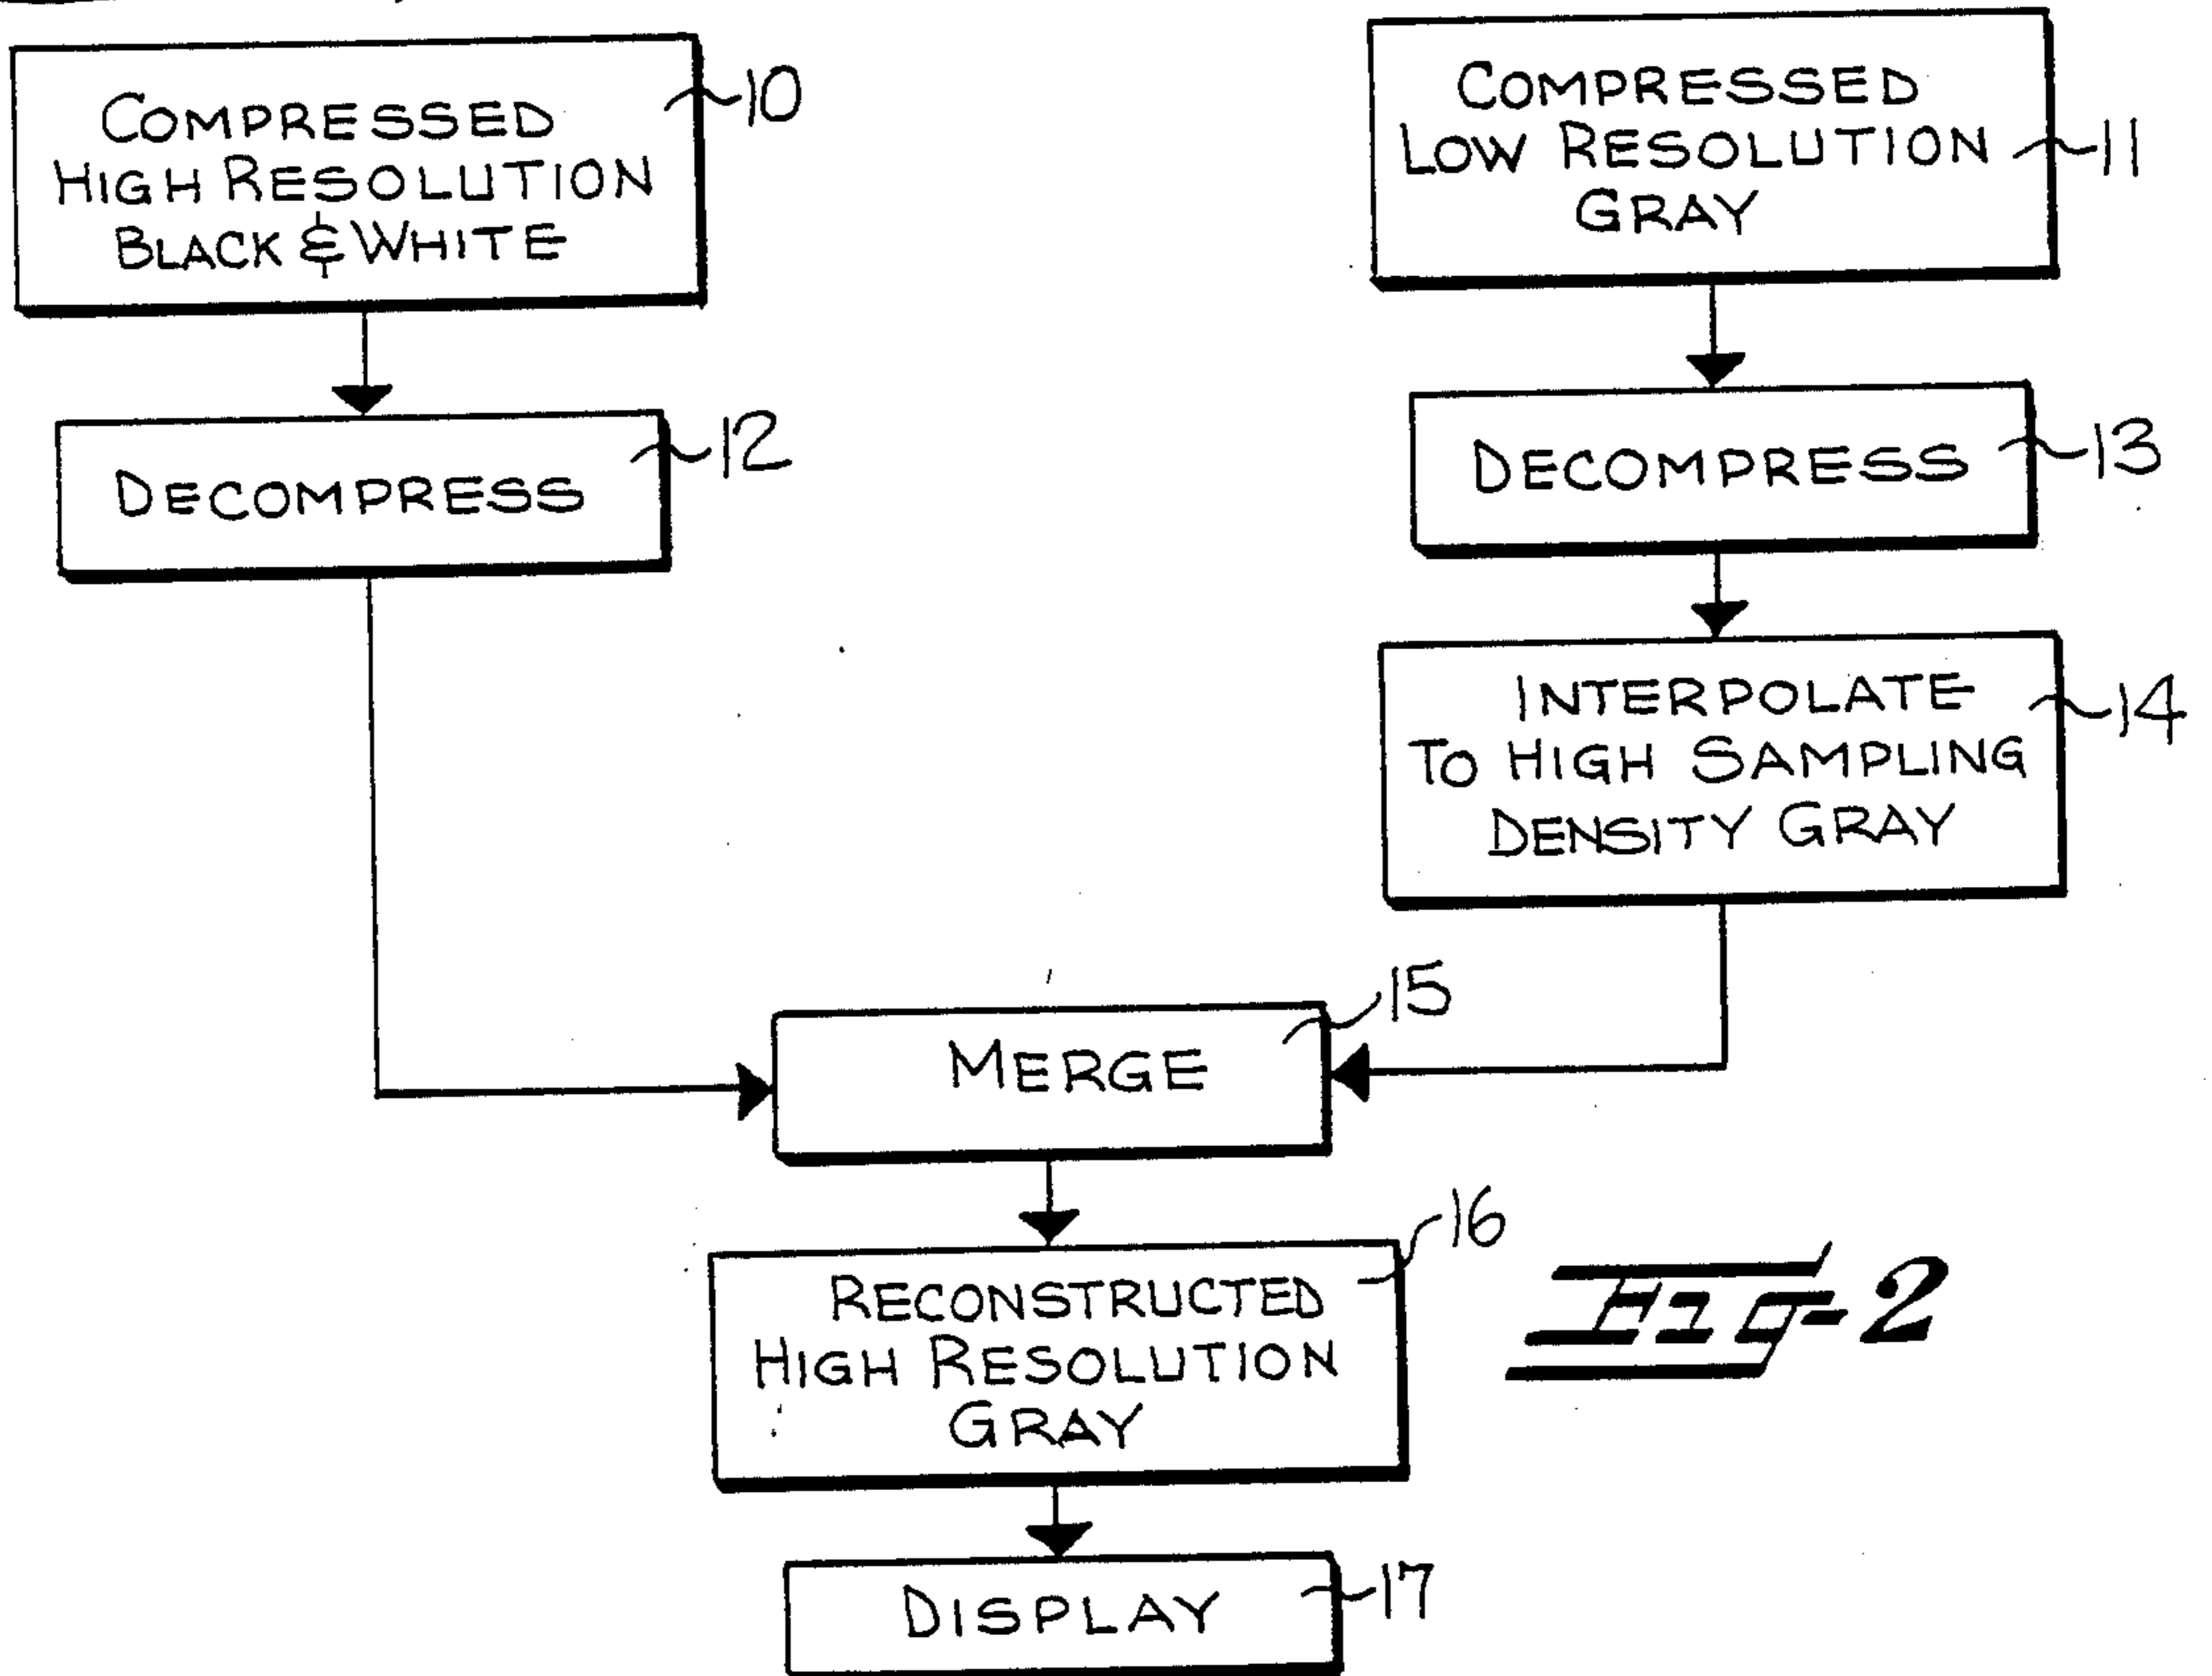 COMPRESSED
HIGH RESOLUTION
BLACK & WHITE
10
COMPRESSED
LOW RESOLUTION
GRAY
11
DECOMPRESS
12
DECOMPRESS
13
INTERPOLATE
TO HIGH SAMPLING
DENSITY GRAY
14
MERGE
15
RECONSTRUCTED
HIGH RESOLUTION
GRAY
16
DISPLAY
17
Fig-2